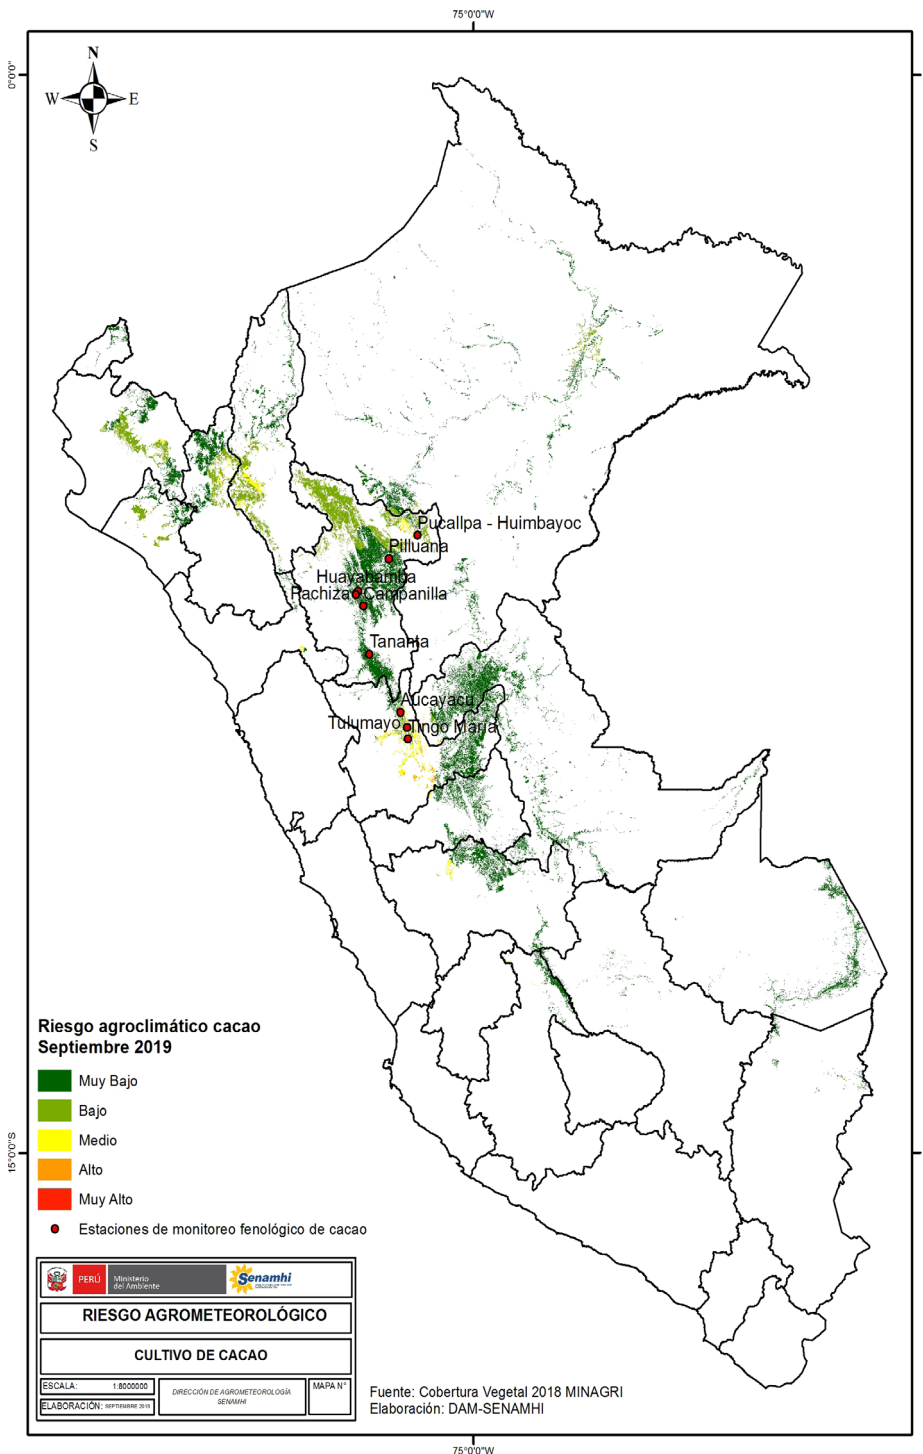 75°0'0"W
0°0'0"
N
W
E
S
Pucallpa - Huimbayoc
Pilluana
Huayabamba
Pachiza
Campanilla
Tananta
Aucayacu
Tulumayo
Tingo María
Riesgo agroclimático cacao
Septiembre 2019
Muy Bajo
Bajo
Medio
Alto
Muy Alto
Estaciones de monitoreo fenológico de cacao
15°0'0"S
PERÚ
Ministerio
del Ambiente
Senamhi
RIESGO AGROMETEOROLÓGICO
CULTIVO DE CACAO
ESCALA: 1:8000000
ELABORACIÓN: SEPTIEMBRE 2019
DIRECCIÓN DE AGROMETEOROLOGÍA
SENAMHI
MAPA N°
Fuente: Cobertura Vegetal 2018 MINAGRI
Elaboración: DAM-SENAMHI
75°0'0"W